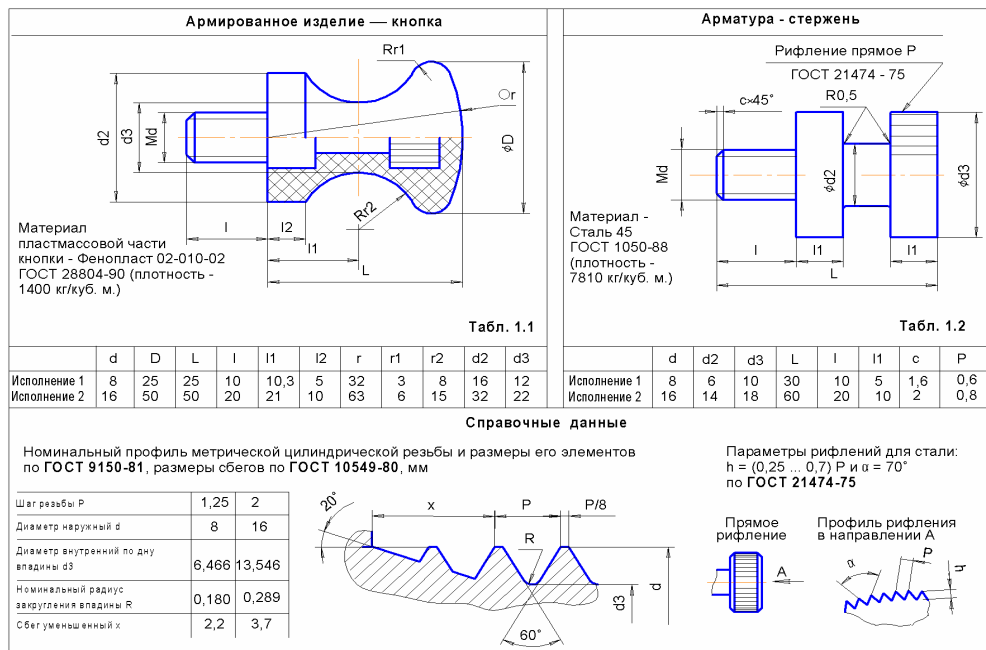 Армированное изделие — кнопка
Rr1
r
d2
d3
Md
ϕD
Rr2
l
l2
l1
L
Материал
пластмассовой части
кнопки - Фенопласт 02-010-02
ГОСТ 28804-90 (плотность -
1400 кг/куб. м.)
Табл. 1.1
d D L l l1 l2 r r1 r2 d2 d3
Исполнение 1 8 25 25 10 10,3 5 32 3 8 16 12
Исполнение 2 16 50 50 20 21 10 63 6 15 32 22
Арматура - стержень
Рифление прямое P
ГОСТ 21474 - 75
R0,5
c×45°
Md
ϕd2
ϕd3
Материал -
Сталь 45
ГОСТ 1050-88
(плотность -
7810 кг/куб. м.)
l
l1
l1
L
Табл. 1.2
d d2 d3 L l l1 c P
Исполнение 1 8 6 10 30 10 5 1,6 0,6
Исполнение 2 16 14 18 60 20 10 2 0,8
Справочные данные
Номинальный профиль метрической цилиндрической резьбы и размеры его элементов
по ГОСТ 9150-81, размеры сбегов по ГОСТ 10549-80, мм
Шаг резьбы P 1,25 2
Диаметр наружный d 8 16
Диаметр внутренний по дну
впадины d3 6,466 13,546
Номинальный радиус
закругления впадины R 0,180 0,289
Сбег уменьшенный x 2,2 3,7
20°
x
P
P/8
R
d3
d
60°
Параметры рифлений для стали:
h = (0,25 ... 0,7) P и α = 70°
по ГОСТ 21474-75
Прямое
рифление
A
Профиль рифления
в направлении А
α
P
h